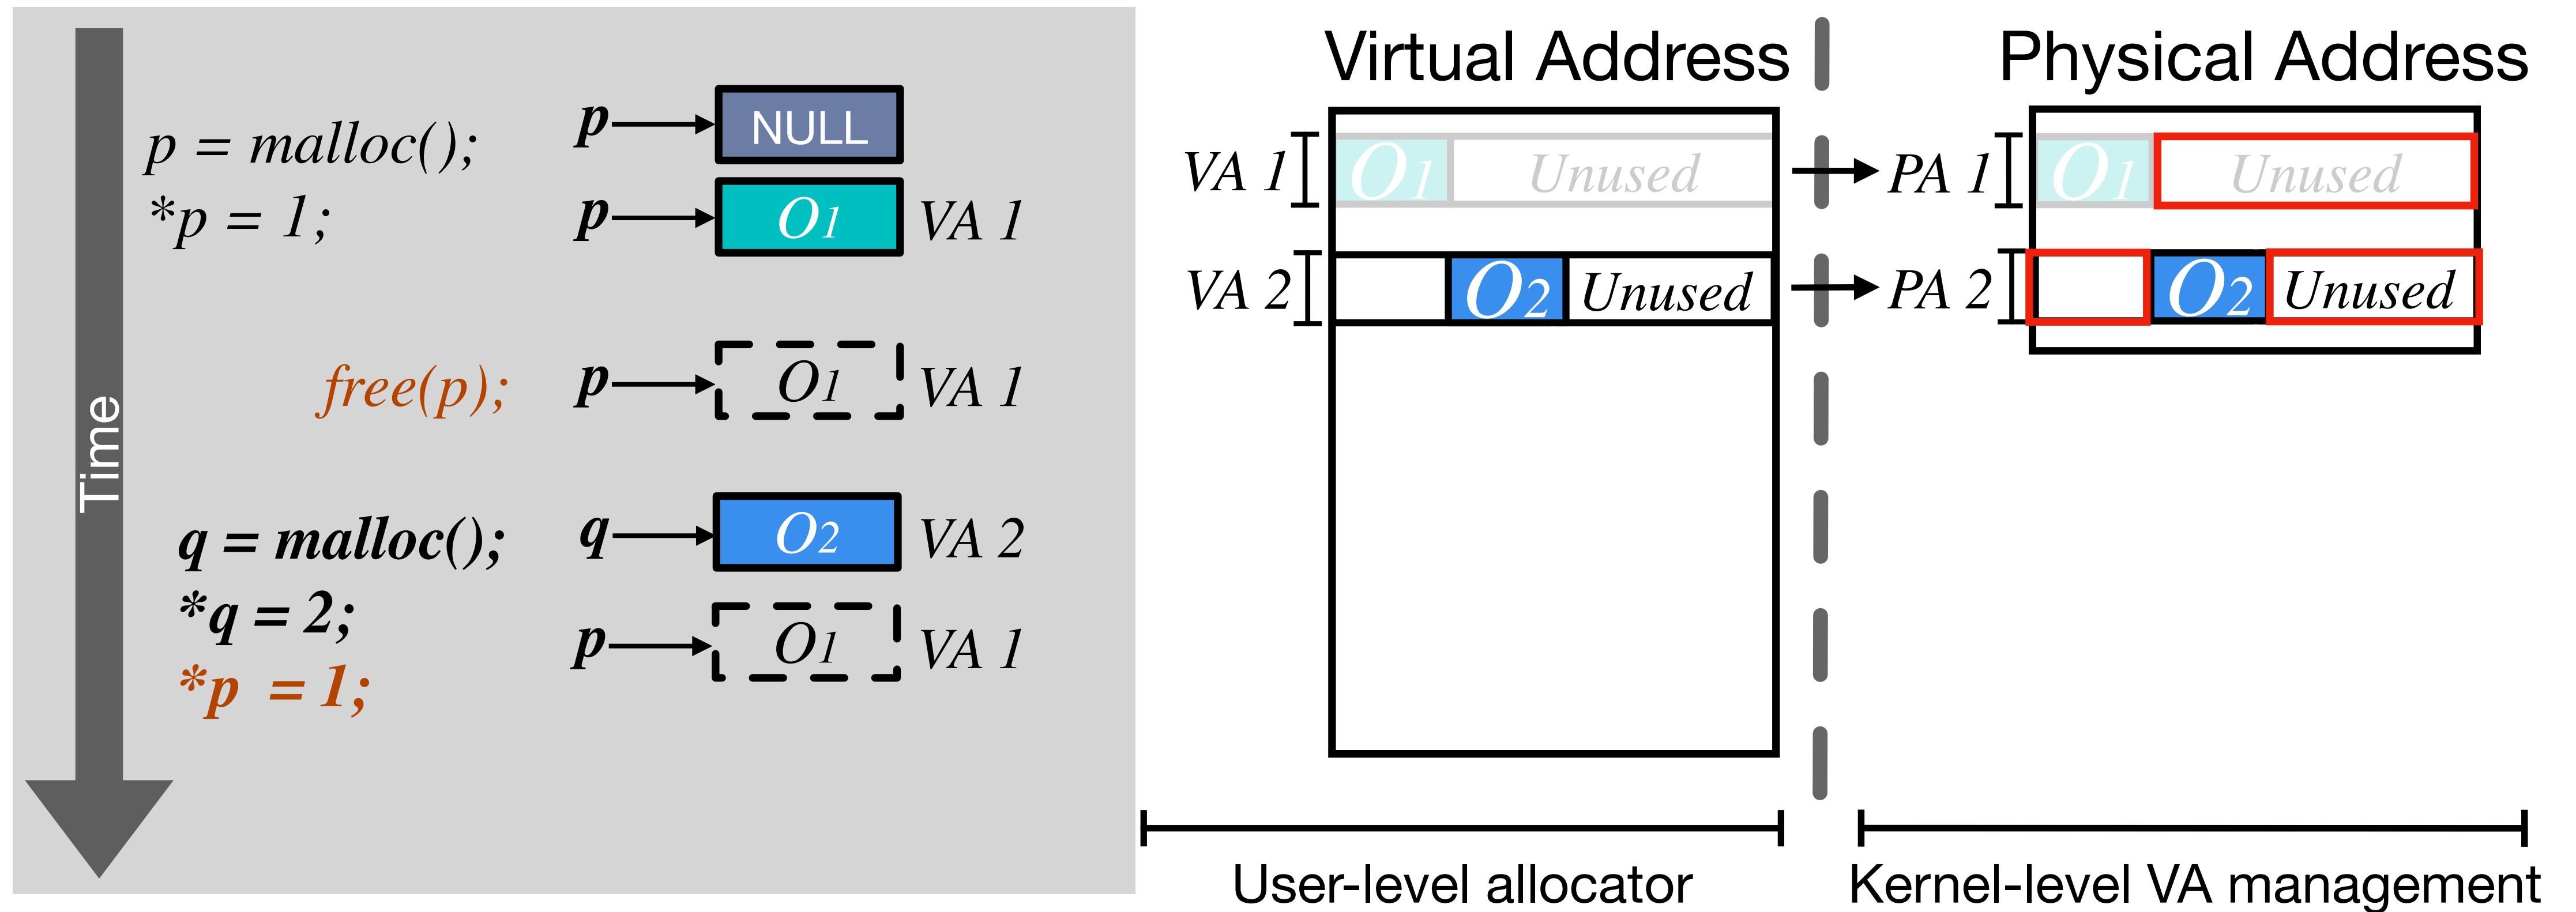 Time
p = malloc();
*p = 1;
free(p);
q = malloc();
*q = 2;
*p = 1;
p NULL
p O1 VA 1
p O1 VA 1
q O2 VA 2
p O1 VA 1
Virtual Address
VA 1 O1 Unused
VA 2 O2 Unused
User-level allocator
Physical Address
PA 1 O1 Unused
PA 2 O2 Unused
Kernel-level VA management